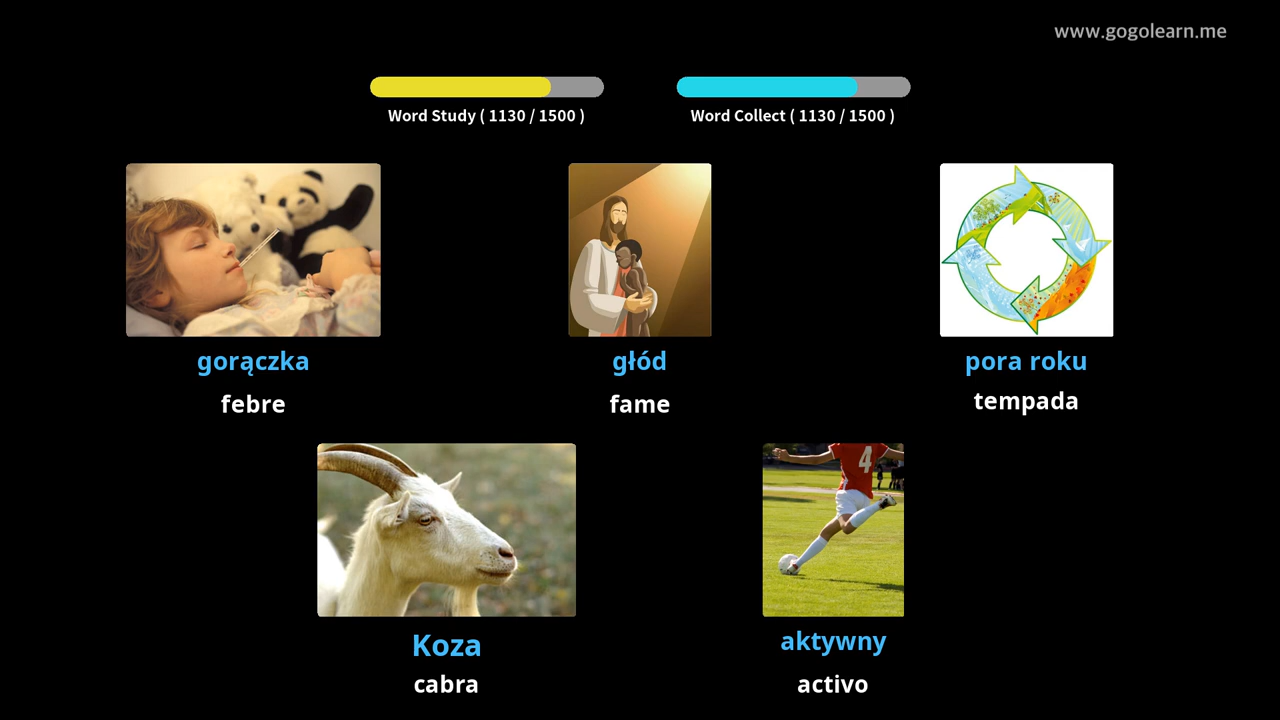 www.gogolearn.me
Word Study ( 1130 / 1500 )
Word Collect ( 1130 / 1500 )
gorączka
febre
głód
fame
pora roku
tempada
Koza
cabra
4
aktywny
activo